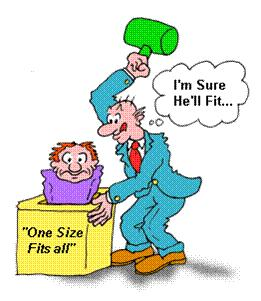 I'm Sure
He'll Fit...
"One Size
Fits all"